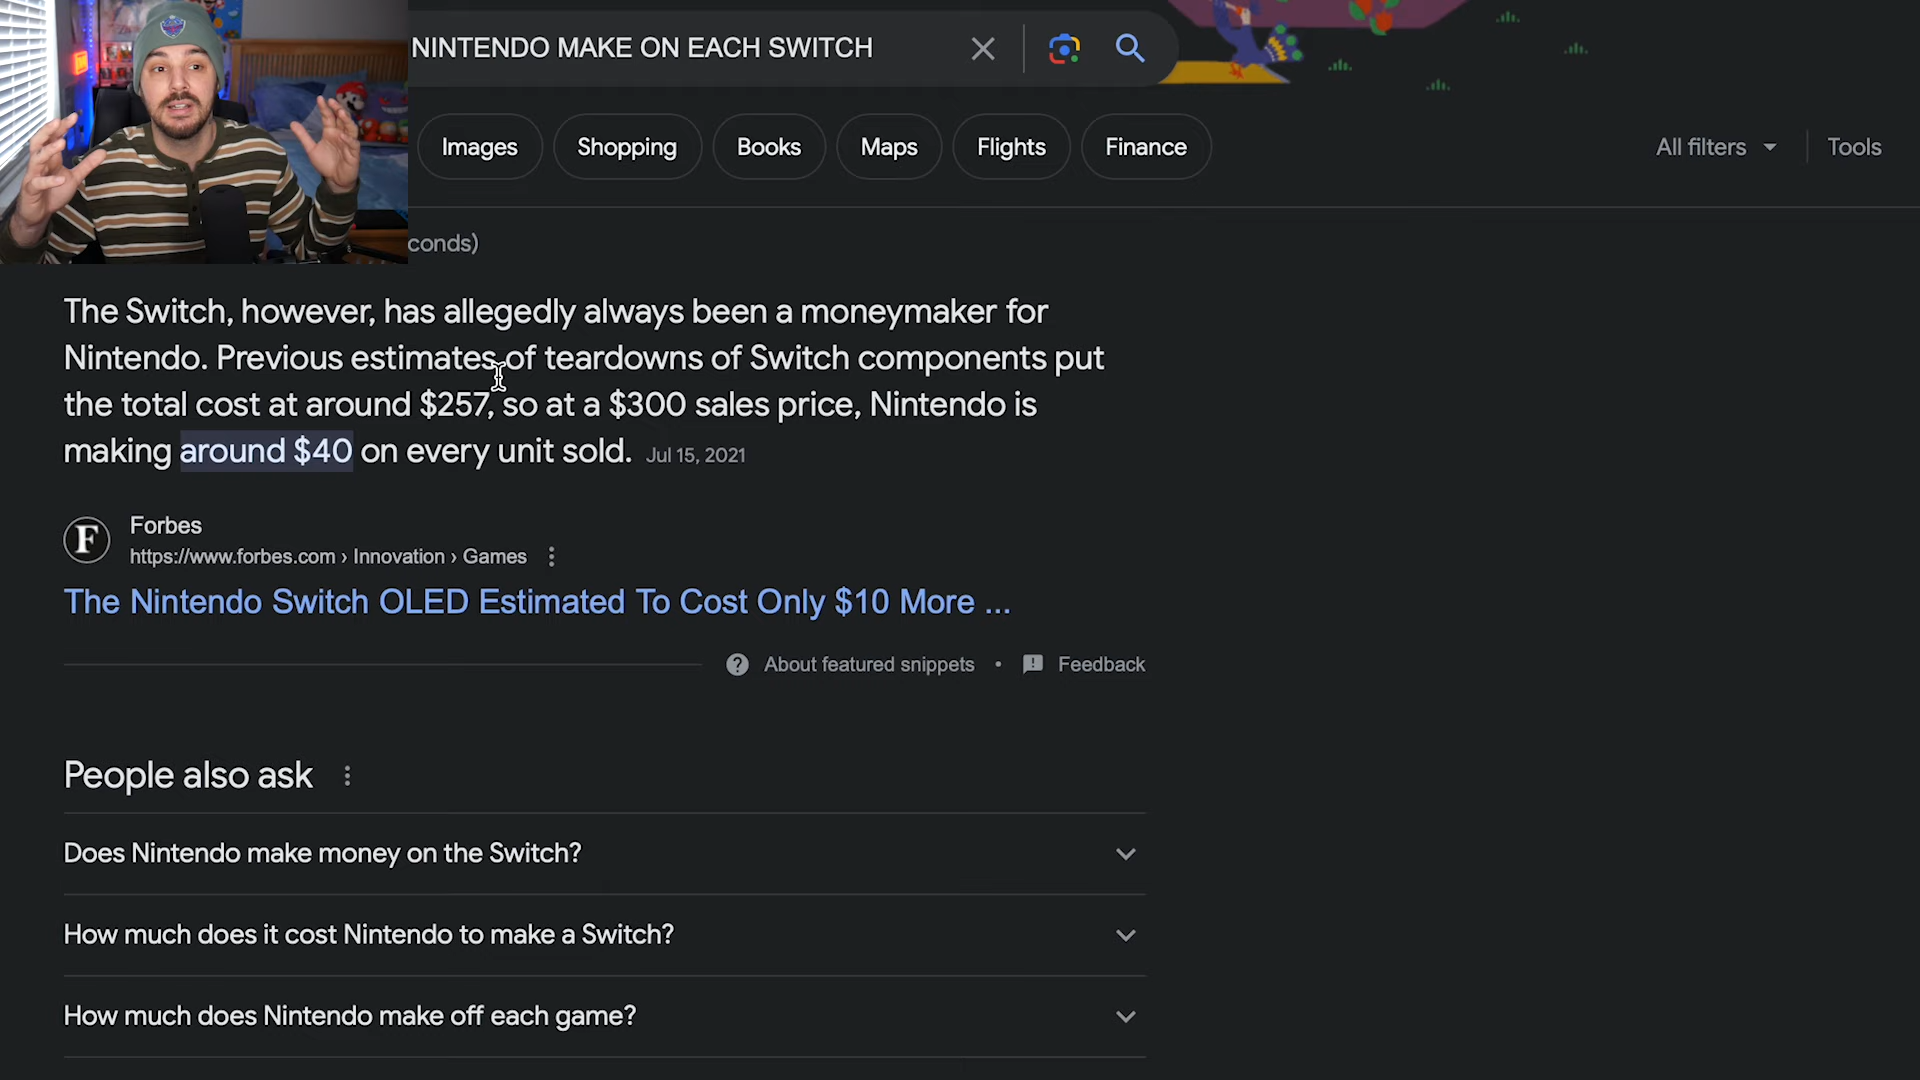 NINTENDO MAKE ON EACH SWITCH
Images
Shopping
Books
Maps
Flights
Finance
All filters
Tools
conds)
The Switch, however, has allegedly always been a moneymaker for
Nintendo. Previous estimates of teardowns of Switch components put
the total cost at around $257, so at a $300 sales price, Nintendo is
making around $40 on every unit sold. Jul 15, 2021
F
Forbes
https://www.forbes.com › Innovation › Games
The Nintendo Switch OLED Estimated To Cost Only $10 More ...
About featured snippets • Feedback
People also ask
Does Nintendo make money on the Switch?
How much does it cost Nintendo to make a Switch?
How much does Nintendo make off each game?